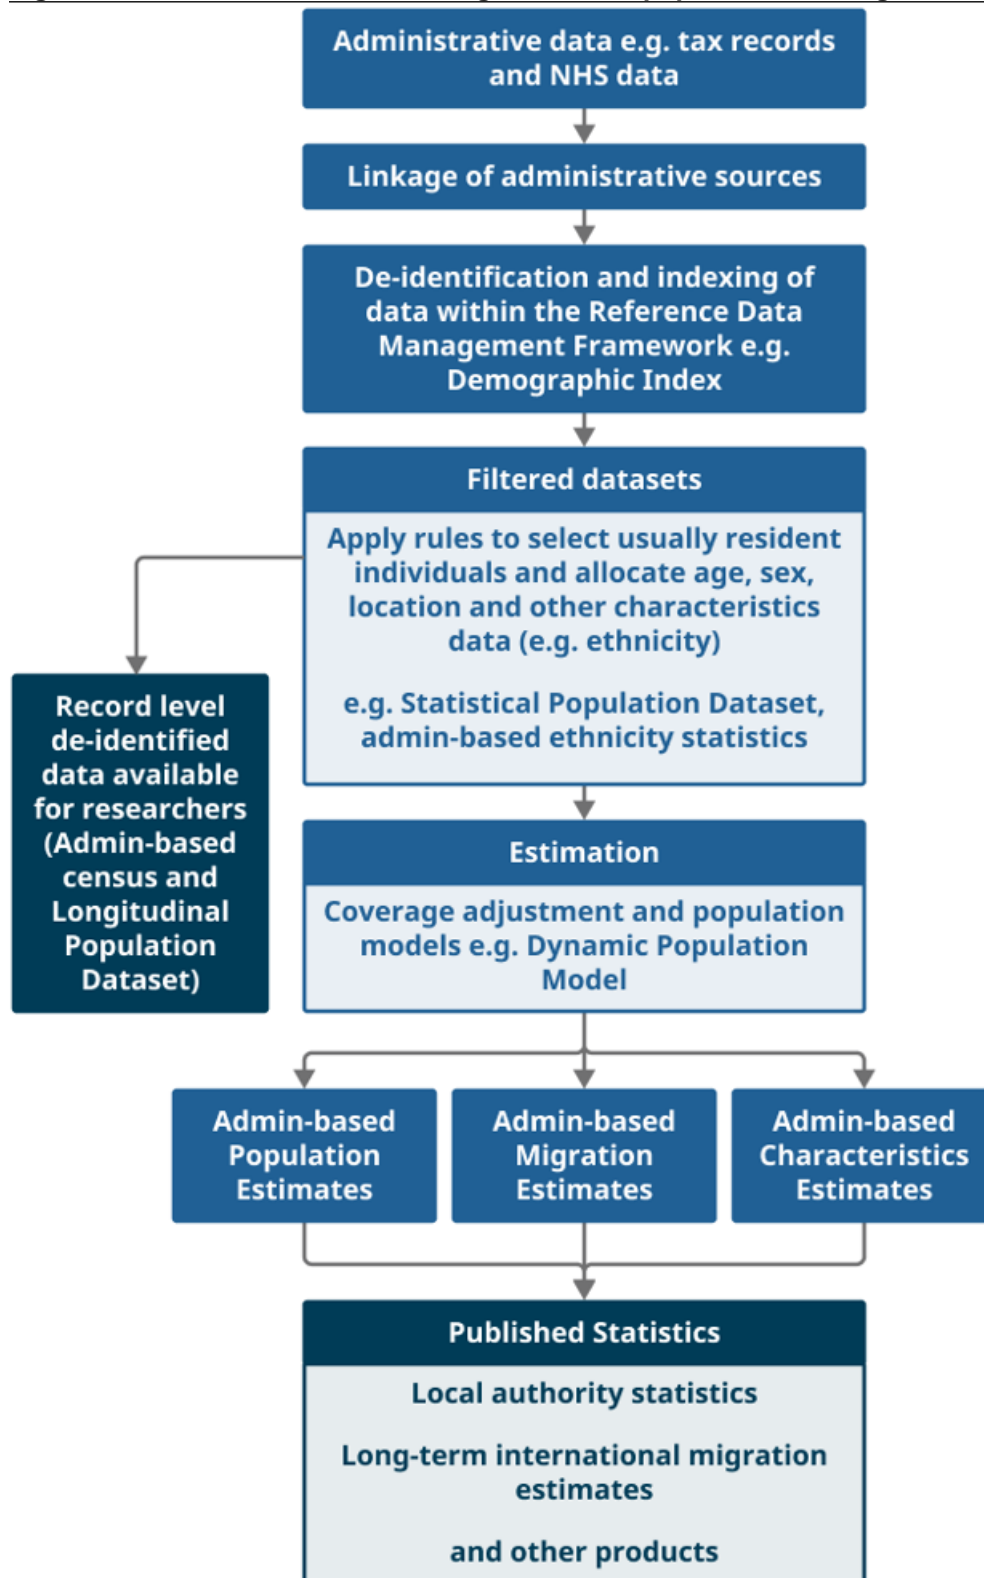 Administrative data e.g. tax records
and NHS data
Linkage of administrative sources
De-identification and indexing of
data within the Reference Data
Management Framework e.g.
Demographic Index
Filtered datasets
Apply rules to select usually resident
individuals and allocate age, sex,
location and other characteristics
data (e.g. ethnicity)
e.g. Statistical Population Dataset,
admin-based ethnicity statistics
Record level
de-identified
data available
for researchers
(Admin-based
census and
Longitudinal
Population
Dataset)
Estimation
Coverage adjustment and population
models e.g. Dynamic Population
Model
Admin-based
Population
Estimates
Admin-based
Migration
Estimates
Admin-based
Characteristics
Estimates
Published Statistics
Local authority statistics
Long-term international migration
estimates
and other products